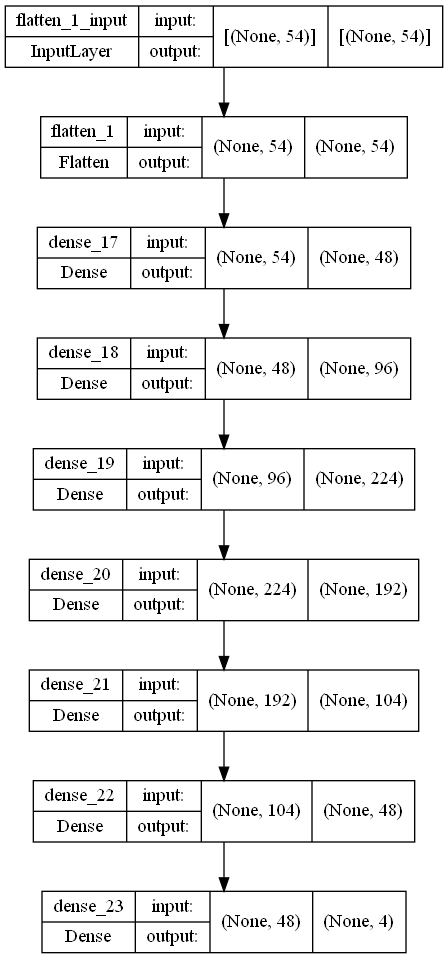 flatten_1_input input: [(None, 54)] [(None, 54)]
InputLayer output:
flatten_1 input: (None, 54) (None, 54)
Flatten output:
dense_17 input: (None, 54) (None, 48)
Dense output:
dense_18 input: (None, 48) (None, 96)
Dense output:
dense_19 input: (None, 96) (None, 224)
Dense output:
dense_20 input: (None, 224) (None, 192)
Dense output:
dense_21 input: (None, 192) (None, 104)
Dense output:
dense_22 input: (None, 104) (None, 48)
Dense output:
dense_23 input: (None, 48) (None, 4)
Dense output: